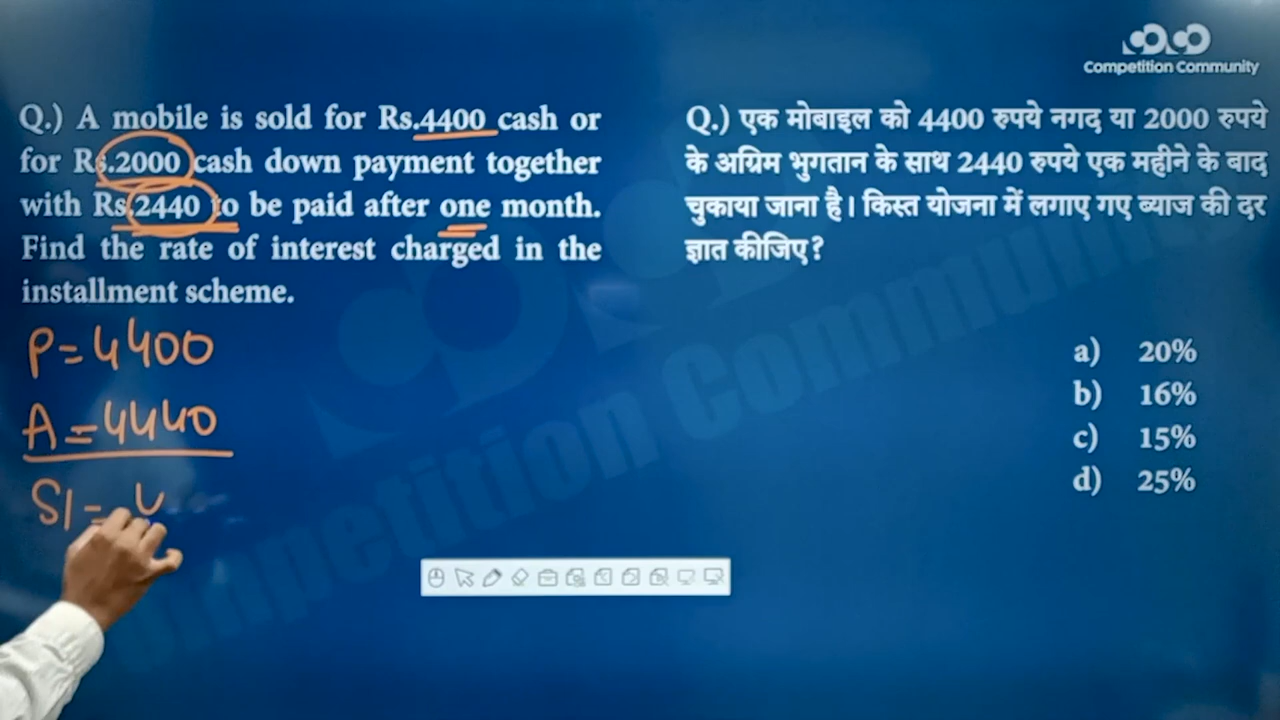 Competition Community
Q.) A mobile is sold for Rs.4400 cash or
for Rs.2000 cash down payment together
with Rs 2440 to be paid after one month.
Find the rate of interest charged in the
installment scheme.
Q.) एक मोबाइल को 4400 रुपये नगद या 2000 रुपये
के अग्रिम भुगतान के साथ 2440 रुपये एक महीने के बाद
चुकाया जाना है। किस्त योजना में लगाए गए ब्याज की दर
ज्ञात कीजिए?
P = 4400
A = 4440
SI =
a) 20%
b) 16%
c) 15%
d) 25%
Competition Community